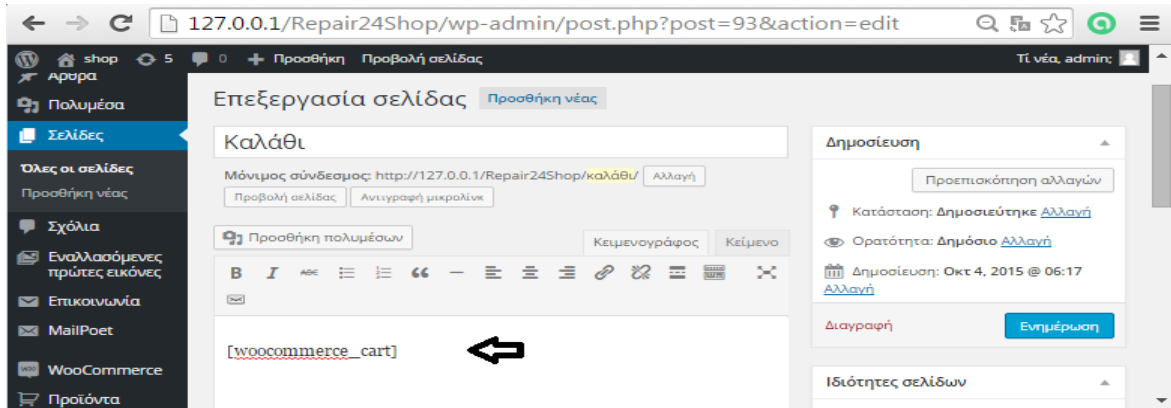 127.0.0.1/Repair24Shop/wp-admin/post.php?post=93&action=edit
shop 5 0 Προσθήκη Προβολή σελίδας Τί νέα, admin;
Άρθρα
Πολυμέσα
Σελίδες
Όλες οι σελίδες
Προσθήκη νέας
Σχόλια
Εναλλασόμενες
πρώτες εικόνες
Επικοινωνία
MailPoet
WooCommerce
Προϊόντα
Επεξεργασία σελίδας Προσθήκη νέας
Καλάθι
Μόνιμος σύνδεσμος: http://127.0.0.1/Repair24Shop/καλάθι/ Αλλαγή
Προβολή σελίδας Αντιγραφή μικρολίνκ
Προσθήκη πολυμέσων Κειμενογράφος Κείμενο
B I ABC
[woocommerce_cart]
Δημοσίευση
Προεπισκόπηση αλλαγών
Κατάσταση: Δημοσιεύτηκε Αλλαγή
Ορατότητα: Δημόσιο Αλλαγή
Δημοσίευση: Οκτ 4, 2015 @ 06:17
Αλλαγή
Διαγραφή Ενημέρωση
Ιδιότητες σελίδων